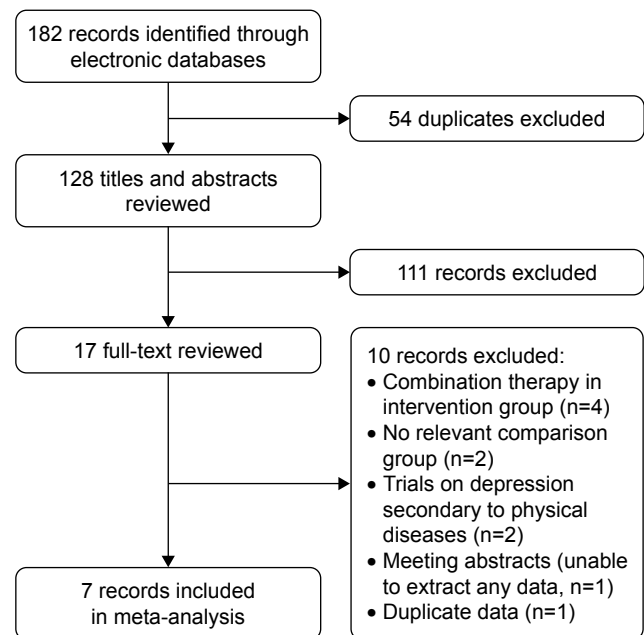 182 records identified through
electronic databases
54 duplicates excluded
128 titles and abstracts
reviewed
111 records excluded
17 full-text reviewed
10 records excluded:
• Combination therapy in
intervention group (n=4)
• No relevant comparison
group (n=2)
• Trials on depression
secondary to physical
diseases (n=2)
• Meeting abstracts (unable
to extract any data, n=1)
• Duplicate data (n=1)
7 records included
in meta-analysis